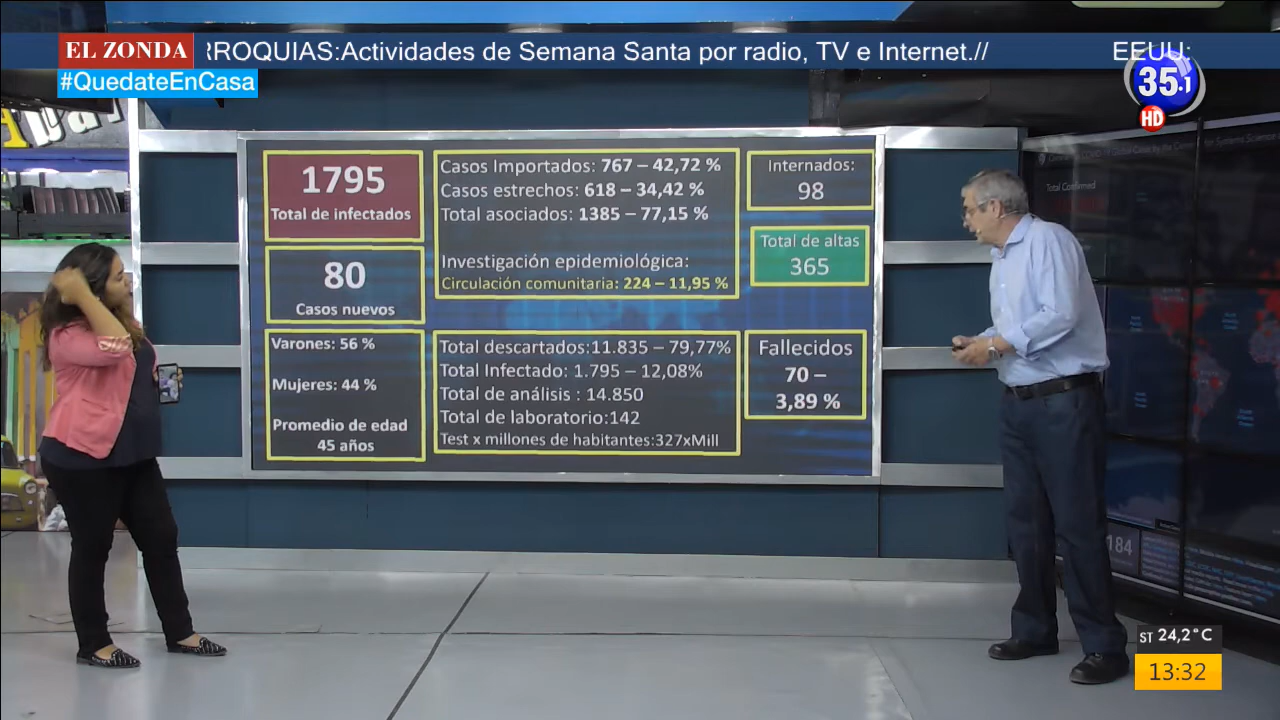 EL ZONDA
RROQUIAS:Actividades de Semana Santa por radio, TV e Internet.//
EEUU:
#QuedateEnCasa
35.1
HD
1795
Total de infectados
80
Casos nuevos
Varones: 56 %
Mujeres: 44 %
Promedio de edad
45 años
Casos Importados: 767 – 42,72 %
Casos estrechos: 618 – 34,42 %
Total asociados: 1385 – 77,15 %
Investigación epidemiológica:
Circulación comunitaria: 224 – 11,95 %
Total descartados:11.835 – 79,77%
Total Infectado: 1.795 – 12,08%
Total de análisis : 14.850
Total de laboratorio:142
Test x millones de habitantes:327xMill
Internados:
98
Total de altas
365
Fallecidos
70 –
3,89 %
Total Confirmed
184
ST 24,2°C
13:32